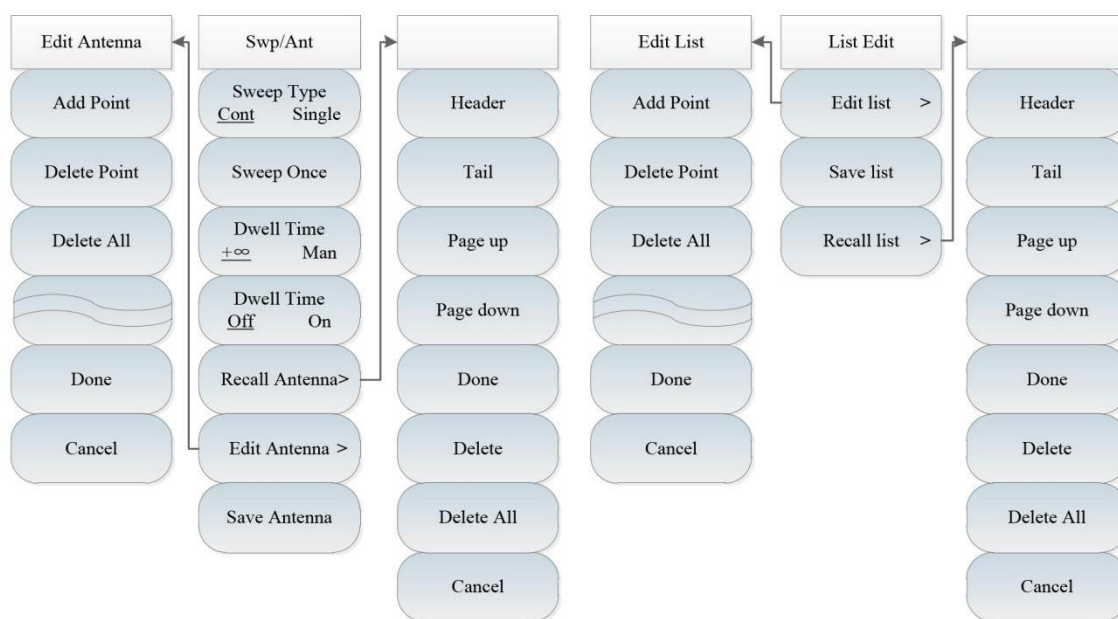 Edit Antenna
Add Point
Delete Point
Delete All
Done
Cancel
Swp/Ant
Sweep Type
Cont Single
Sweep Once
Dwell Time
+∞ Man
Dwell Time
Off On
Recall Antenna>
Edit Antenna >
Save Antenna
Header
Tail
Page up
Page down
Done
Delete
Delete All
Cancel
Edit List
Add Point
Delete Point
Delete All
Done
Cancel
List Edit
Edit list >
Save list
Recall list >
Header
Tail
Page up
Page down
Done
Delete
Delete All
Cancel